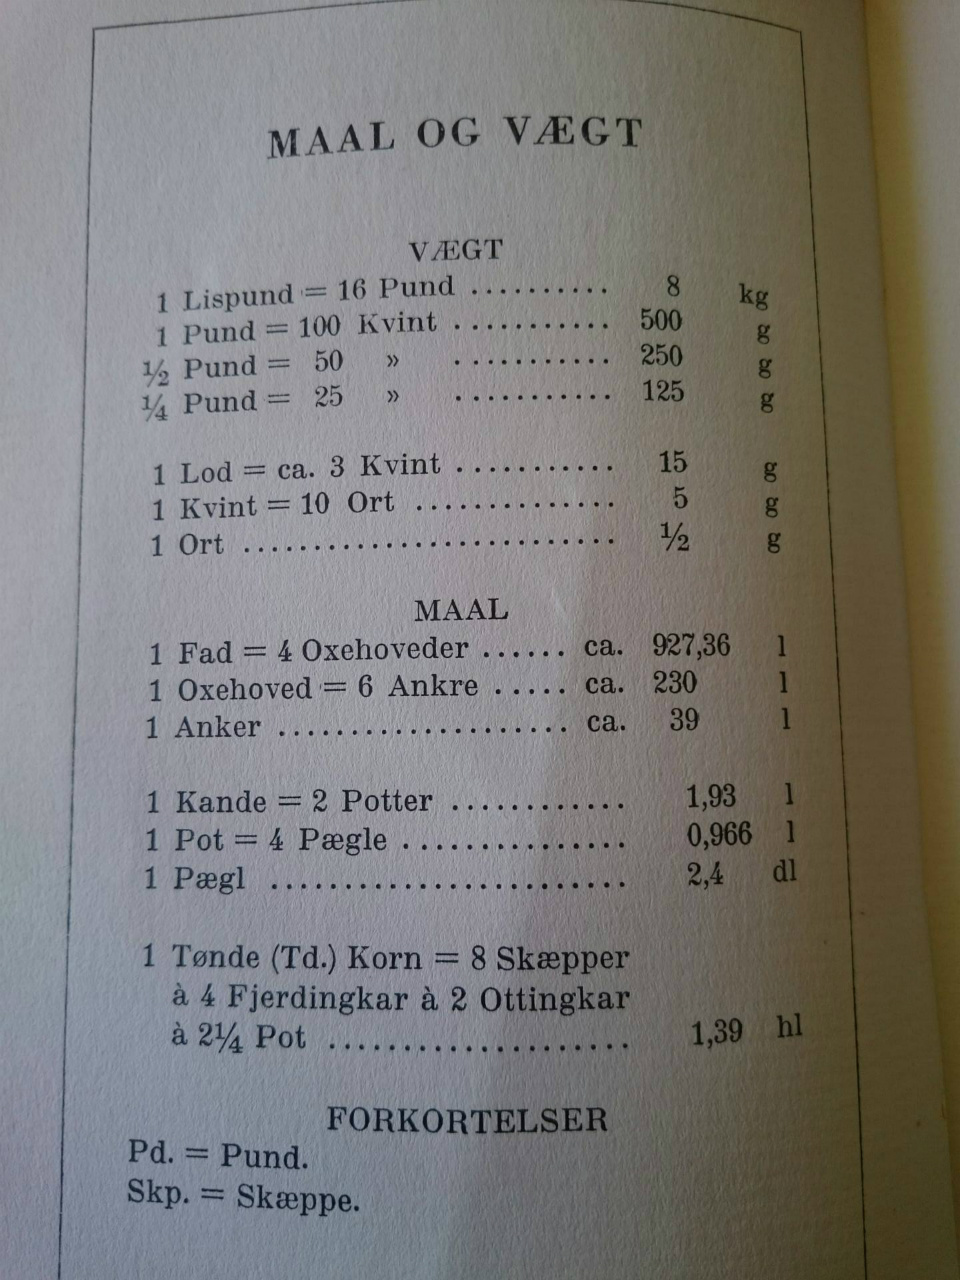 MAAL OG VÆGT
VÆGT
1 Lispund = 16 Pund .......... 8 kg
1 Pund = 100 Kvint ........... 500 g
½ Pund = 50 » ........... 250 g
¼ Pund = 25 » ........... 125 g
1 Lod = ca. 3 Kvint ........... 15 g
1 Kvint = 10 Ort .............. 5 g
1 Ort .......................... ½ g
MAAL
1 Fad = 4 Oxehoveder ...... ca. 927,36 l
1 Oxehoved = 6 Ankre ..... ca. 230 l
1 Anker .................... ca. 39 l
1 Kande = 2 Potter ............ 1,93 l
1 Pot = 4 Pægle ............... 0,966 l
1 Pægl ........................ 2,4 dl
1 Tønde (Td.) Korn = 8 Skæpper
à 4 Fjerdingkar à 2 Ottingkar
à 2¼ Pot .................... 1,39 hl
FORKORTELSER
Pd. = Pund.
Skp. = Skæppe.